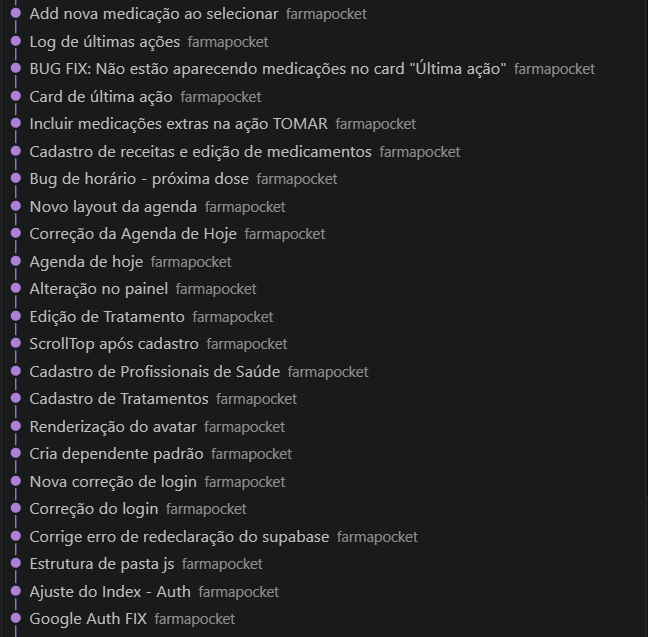 Add nova medicação ao selecionar farmapocket
Log de últimas ações farmapocket
BUG FIX: Não estão aparecendo medicações no card "Última ação" farmapocket
Card de última ação farmapocket
Incluir medicações extras na ação TOMAR farmapocket
Cadastro de receitas e edição de medicamentos farmapocket
Bug de horário - próxima dose farmapocket
Novo layout da agenda farmapocket
Correção da Agenda de Hoje farmapocket
Agenda de hoje farmapocket
Alteração no painel farmapocket
Edição de Tratamento farmapocket
ScrollTop após cadastro farmapocket
Cadastro de Profissionais de Saúde farmapocket
Cadastro de Tratamentos farmapocket
Renderização do avatar farmapocket
Cria dependente padrão farmapocket
Nova correção de login farmapocket
Correção do login farmapocket
Corrige erro de redeclaração do supabase farmapocket
Estrutura de pasta js farmapocket
Ajuste do Index - Auth farmapocket
Google Auth FIX farmapocket